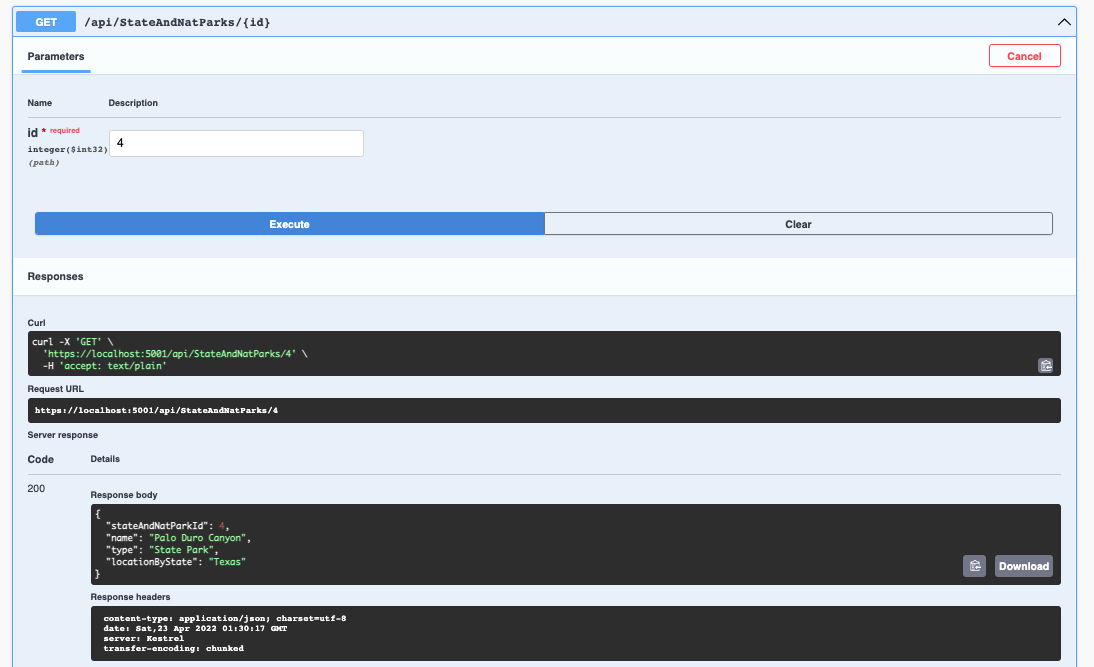 GET /api/StateAndNatParks/{id}
Parameters
Cancel
Name Description
id * required
integer($int32)
(path)
4
Execute Clear
Responses
Curl
curl -X 'GET' \
'https://localhost:5001/api/StateAndNatParks/4' \
-H 'accept: text/plain'
Request URL
https://localhost:5001/api/StateAndNatParks/4
Server response
Code Details
200
Response body
{
"stateAndNatParkId": 4,
"name": "Palo Duro Canyon",
"type": "State Park",
"locationByState": "Texas"
}
Download
Response headers
content-type: application/json; charset=utf-8
date: Sat,23 Apr 2022 01:30:17 GMT
server: Kestrel
transfer-encoding: chunked